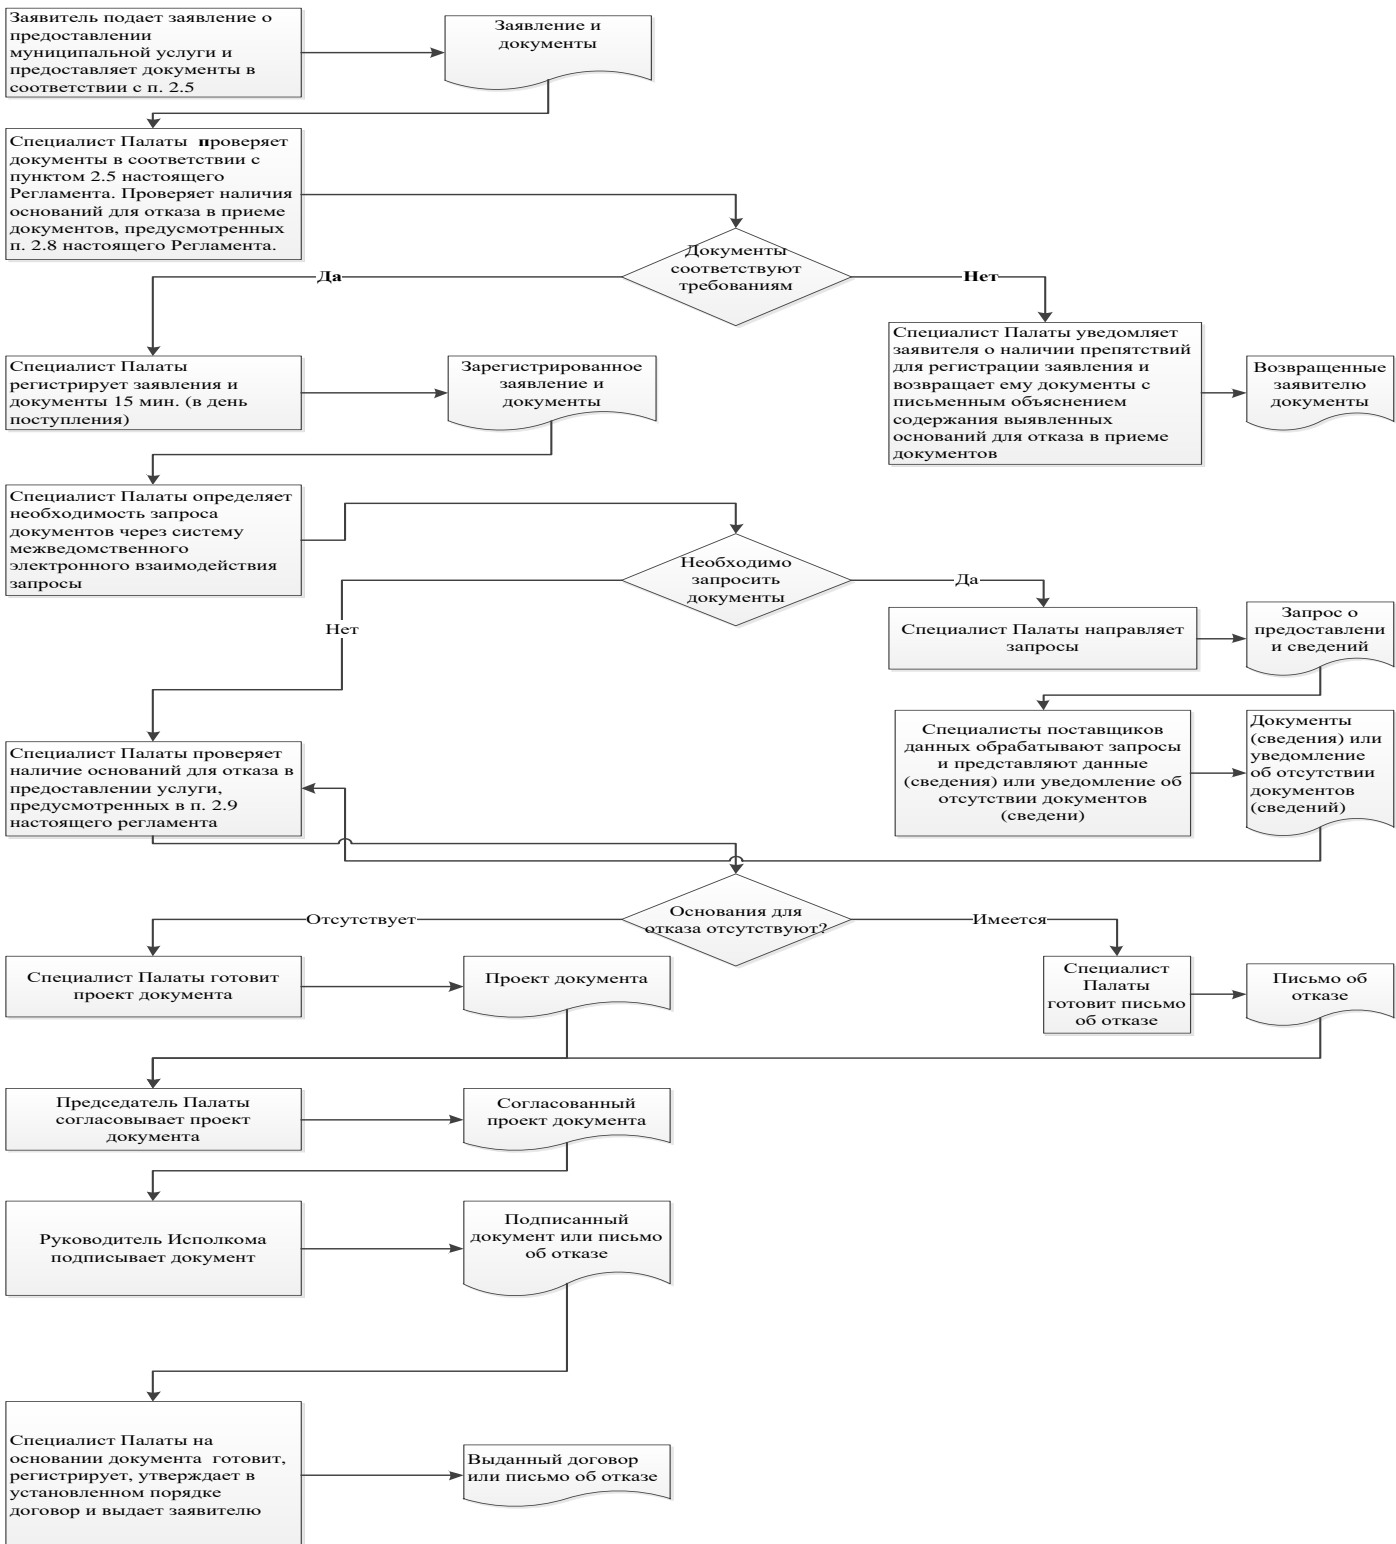 Заявитель подает заявление о
предоставлении
муниципальной услуги и
предоставляет документы в
соответствии с п. 2.5
Заявление и
документы
Специалист Палаты проверяет
документы в соответствии с
пунктом 2.5 настоящего
Регламента. Проверяет наличия
оснований для отказа в приеме
документов, предусмотренных
п. 2.8 настоящего Регламента.
Документы
соответствуют
требованиям
Да
Нет
Специалист Палаты
регистрирует заявления и
документы 15 мин. (в день
поступления)
Зарегистрированное
заявление и
документы
Специалист Палаты уведомляет
заявителя о наличии препятствий
для регистрации заявления и
возвращает ему документы с
письменным объяснением
содержания выявленных
оснований для отказа в приеме
документов
Возвращенные
заявителю
документы
Специалист Палаты определяет
необходимость запроса
документов через систему
межведомственного
электронного взаимодействия
запросы
Необходимо
запросить
документы
Да
Нет
Специалист Палаты направляет
запросы
Запрос о
предоставлени
и сведений
Специалисты поставщиков
данных обрабатывают запросы
и представляют данные
(сведения) или уведомление об
отсутствии документов
(сведени)
Документы
(сведения) или
уведомление
об отсутствии
документов
(сведений)
Специалист Палаты проверяет
наличие оснований для отказа в
предоставлении услуги,
предусмотренных в п. 2.9
настоящего регламента
Основания для
отказа отсутствуют?
Отсутствует
Имеется
Специалист Палаты готовит
проект документа
Проект документа
Специалист
Палаты
готовит письмо
об отказе
Письмо об
отказе
Председатель Палаты
согласовывает проект
документа
Согласованный
проект документа
Руководитель Исполкома
подписывает документ
Подписанный
документ или письмо
об отказе
Специалист Палаты на
основании документа готовит,
регистрирует, утверждает в
установленном порядке
договор и выдает заявителю
Выданный договор
или письмо об отказе